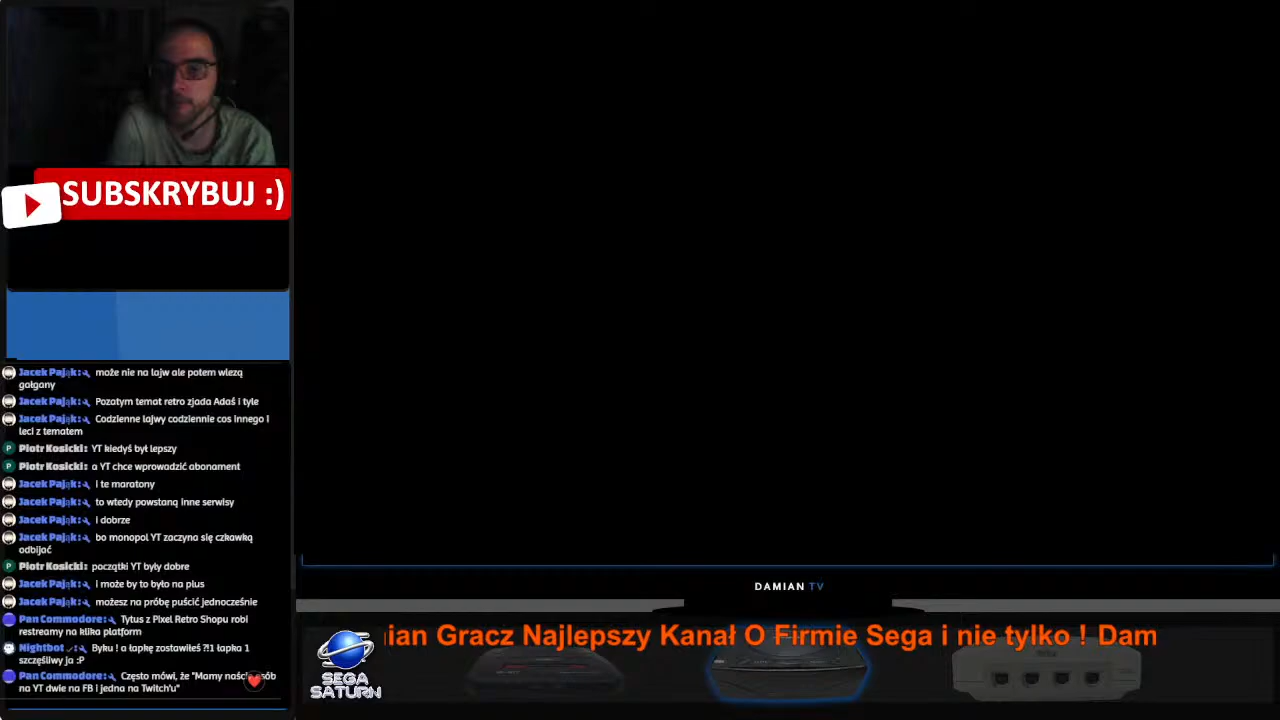 SUBSKRYBUJ :)
Jacek Pająk: może nie na lajw ale potem wlezą
gałgany
Jacek Pająk: Pozatym temat retro zjada Adaś i tyle
Jacek Pająk: Codzienne lajwy codziennie cos innego i
leci z tematem
Piotr Kosicki: YT kiedyś był lepszy
Piotr Kosicki: a YT chce wprowadzić abonament
Jacek Pająk: i te maratony
Jacek Pająk: to wtedy powstaną inne serwisy
Jacek Pająk: i dobrze
Jacek Pająk: bo monopol YT zaczyna się czkawką
odbijać
Piotr Kosicki: początki YT były dobre
Jacek Pająk: i może by to było na plus
Jacek Pająk: możesz na próbę puścić jednocześnie
Pan Commodore: Tytus z Pixel Retro Shopu robi
restreamy na klika platform
Nightbot: Byku ! a łapkę zostawiłeś ?!1 łapka 1
szczęśliwy ja :P
Pan Commodore: Często mówi, że "Mamy naście osób
na YT dwie na FB i jedna na Twitch'u"
DAMIAN TV
ian Gracz Najlepszy Kanał O Firmie Sega i nie tylko ! Dam
SEGA
SATURN